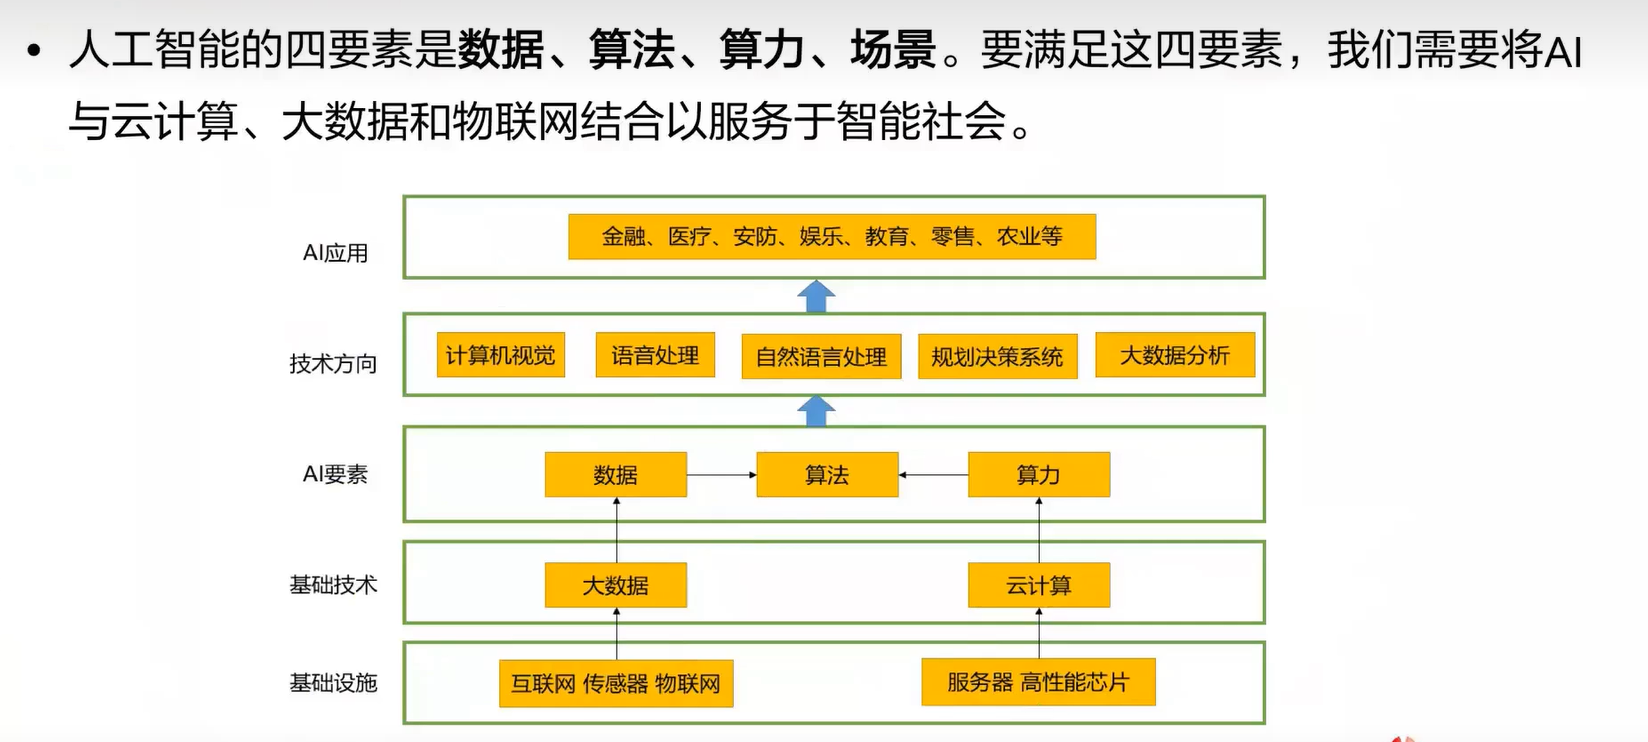 • 人工智能的四要素是数据、算法、算力、场景。要满足这四要素，我们需要将AI
与云计算、大数据和物联网结合以服务于智能社会。
AI应用
金融、医疗、安防、娱乐、教育、零售、农业等
技术方向
计算机视觉
语音处理
自然语言处理
规划决策系统
大数据分析
AI要素
数据
算法
算力
基础技术
大数据
云计算
基础设施
互联网 传感器 物联网
服务器 高性能芯片